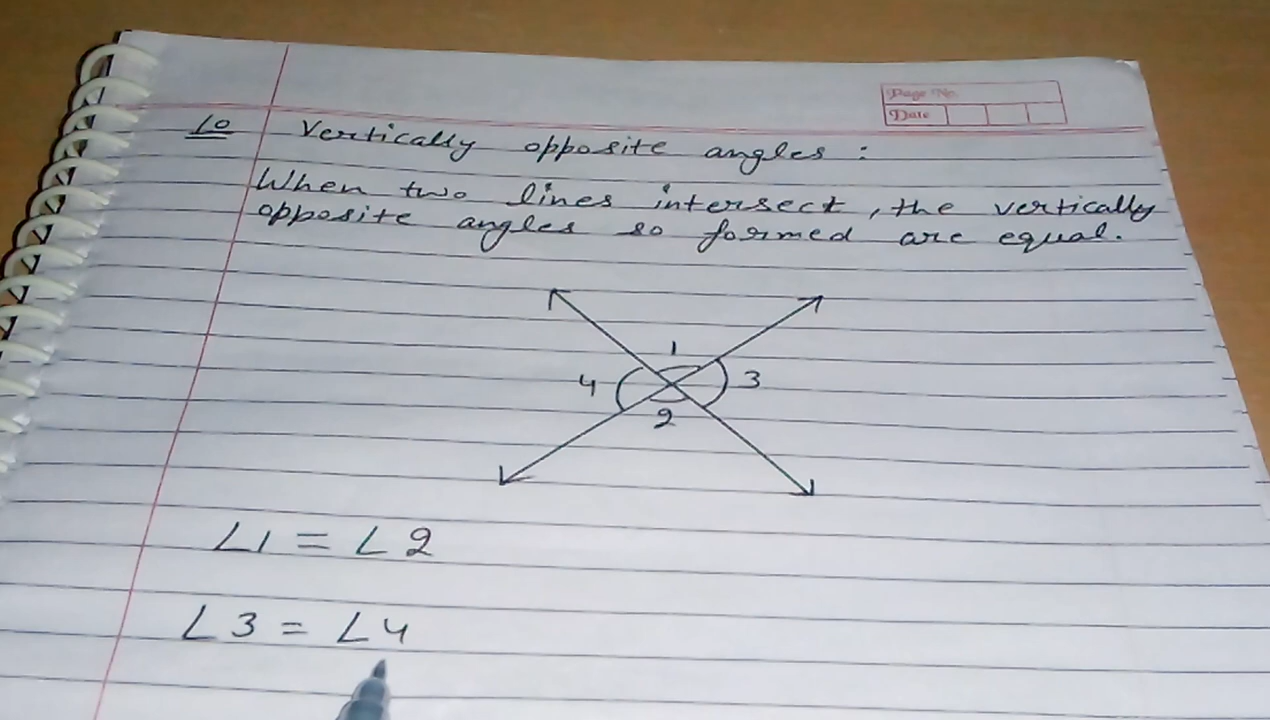 Page No.
Date
10 Vertically opposite angles :
When two lines intersect, the vertically
opposite angles so formed are equal.
1
4 3
2
∠1 = ∠2
∠3 = ∠4